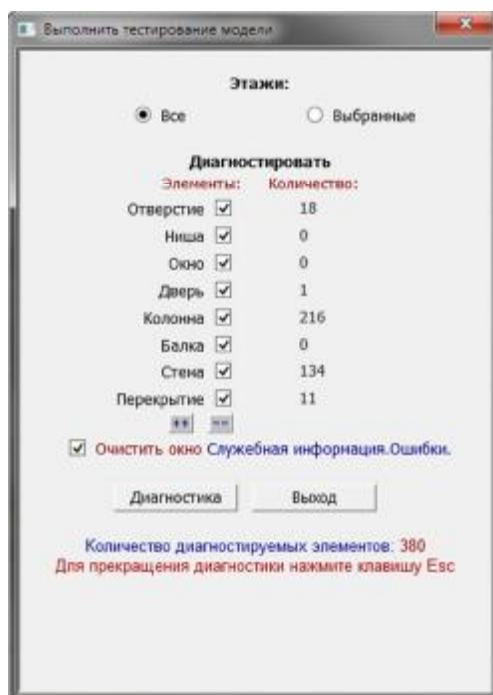 Выполнить тестирование модели
Этажи:
Все Выбранные
Диагностировать
Элементы: Количество:
Отверстие 18
Ниша 0
Окно 0
Дверь 1
Колонна 216
Балка 0
Стена 134
Перекрытие 11
++ --
Очистить окно Служебная информация.Ошибки.
Диагностика Выход
Количество диагностируемых элементов: 380
Для прекращения диагностики нажмите клавишу Esc